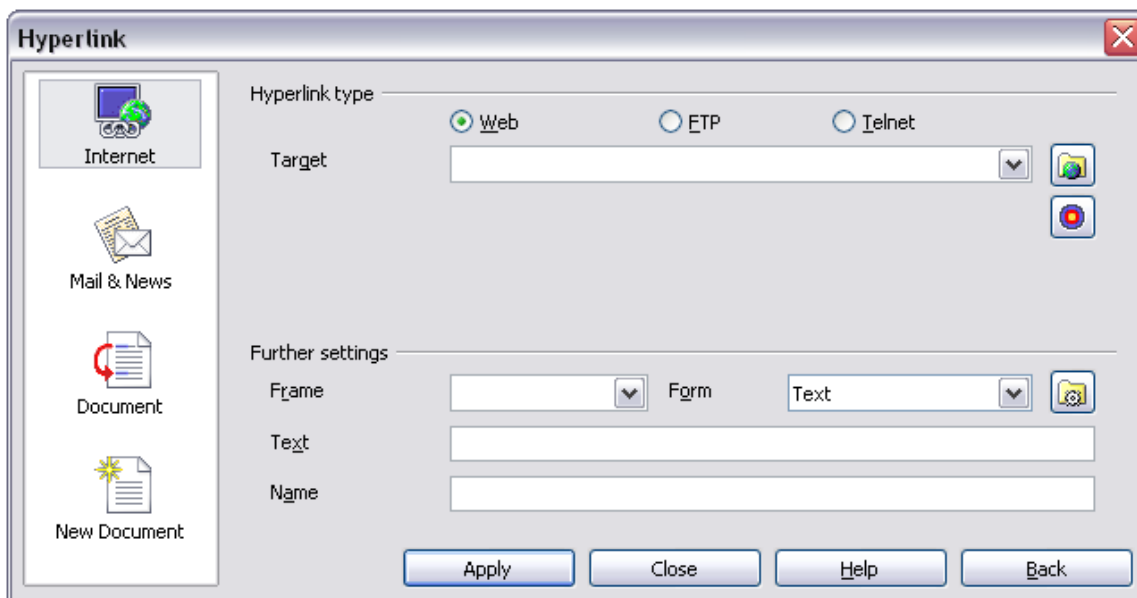 Hyperlink
Internet
Mail & News
Document
New Document
Hyperlink type
Web FTP Telnet
Target
Further settings
Frame Form Text
Text
Name
Apply Close Help Back